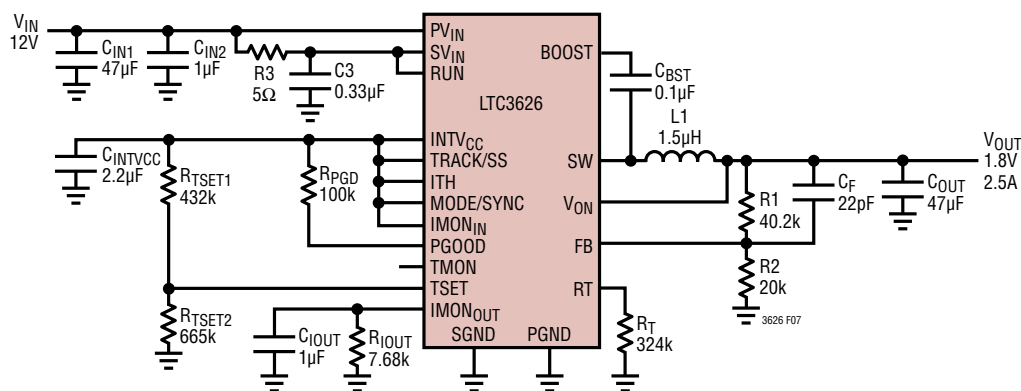 VIN
12V
CIN1
47µF
CIN2
1µF
R3
5Ω
C3
0.33µF
PVIN
SVIN
RUN
BOOST
LTC3626
CBST
0.1µF
L1
1.5µH
INTVCC
TRACK/SS
ITH
MODE/SYNC
IMONIN
PGOOD
TMON
TSET
IMONOUT
SGND
PGND
SW
VON
FB
RT
CINTVCC
2.2µF
RTSET1
432k
RPGD
100k
RTSET2
665k
CIOUT
1µF
RIOUT
7.68k
RT
324k
R1
40.2k
CF
22pF
COUT
47µF
VOUT
1.8V
2.5A
R2
20k
3626 F07